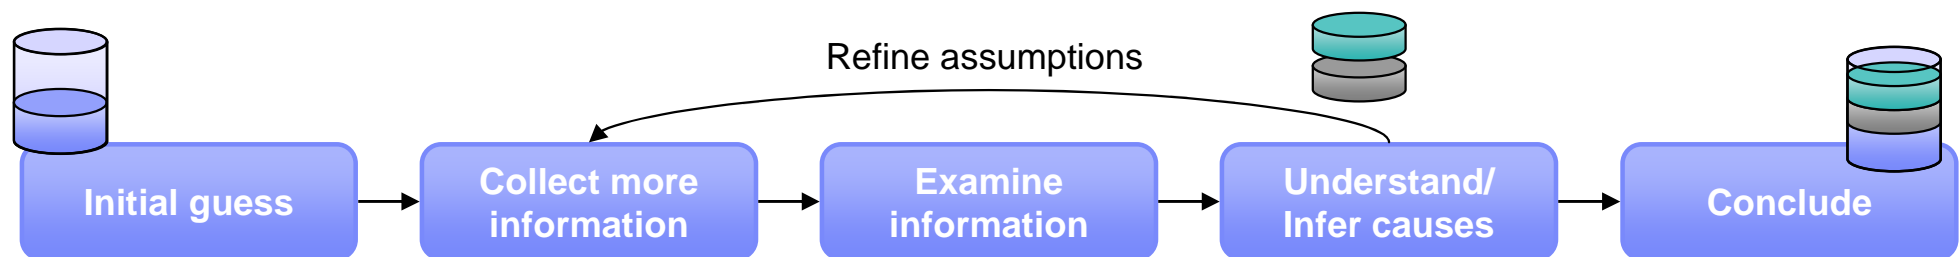 Refine assumptions
Initial guess
Collect more
information
Examine
information
Understand/
Infer causes
Conclude